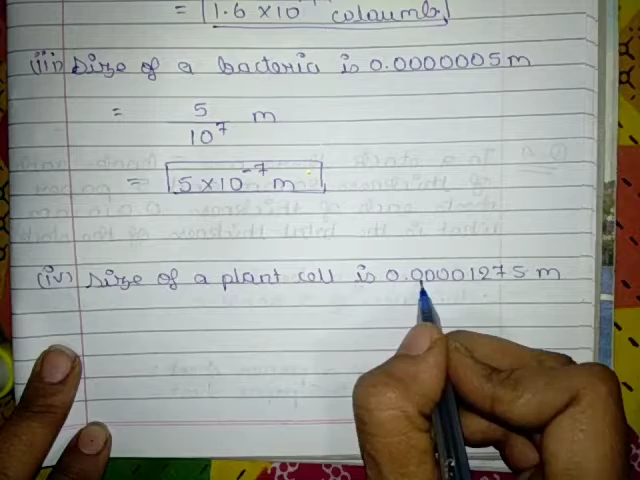 = 1.6 × 10 coloumb
(iii) Size of a bacteria is 0.0000005 m
= 5/10⁷ m
= 5 × 10⁻⁷ m
(iv) Size of a plant cell is 0.00001275 m